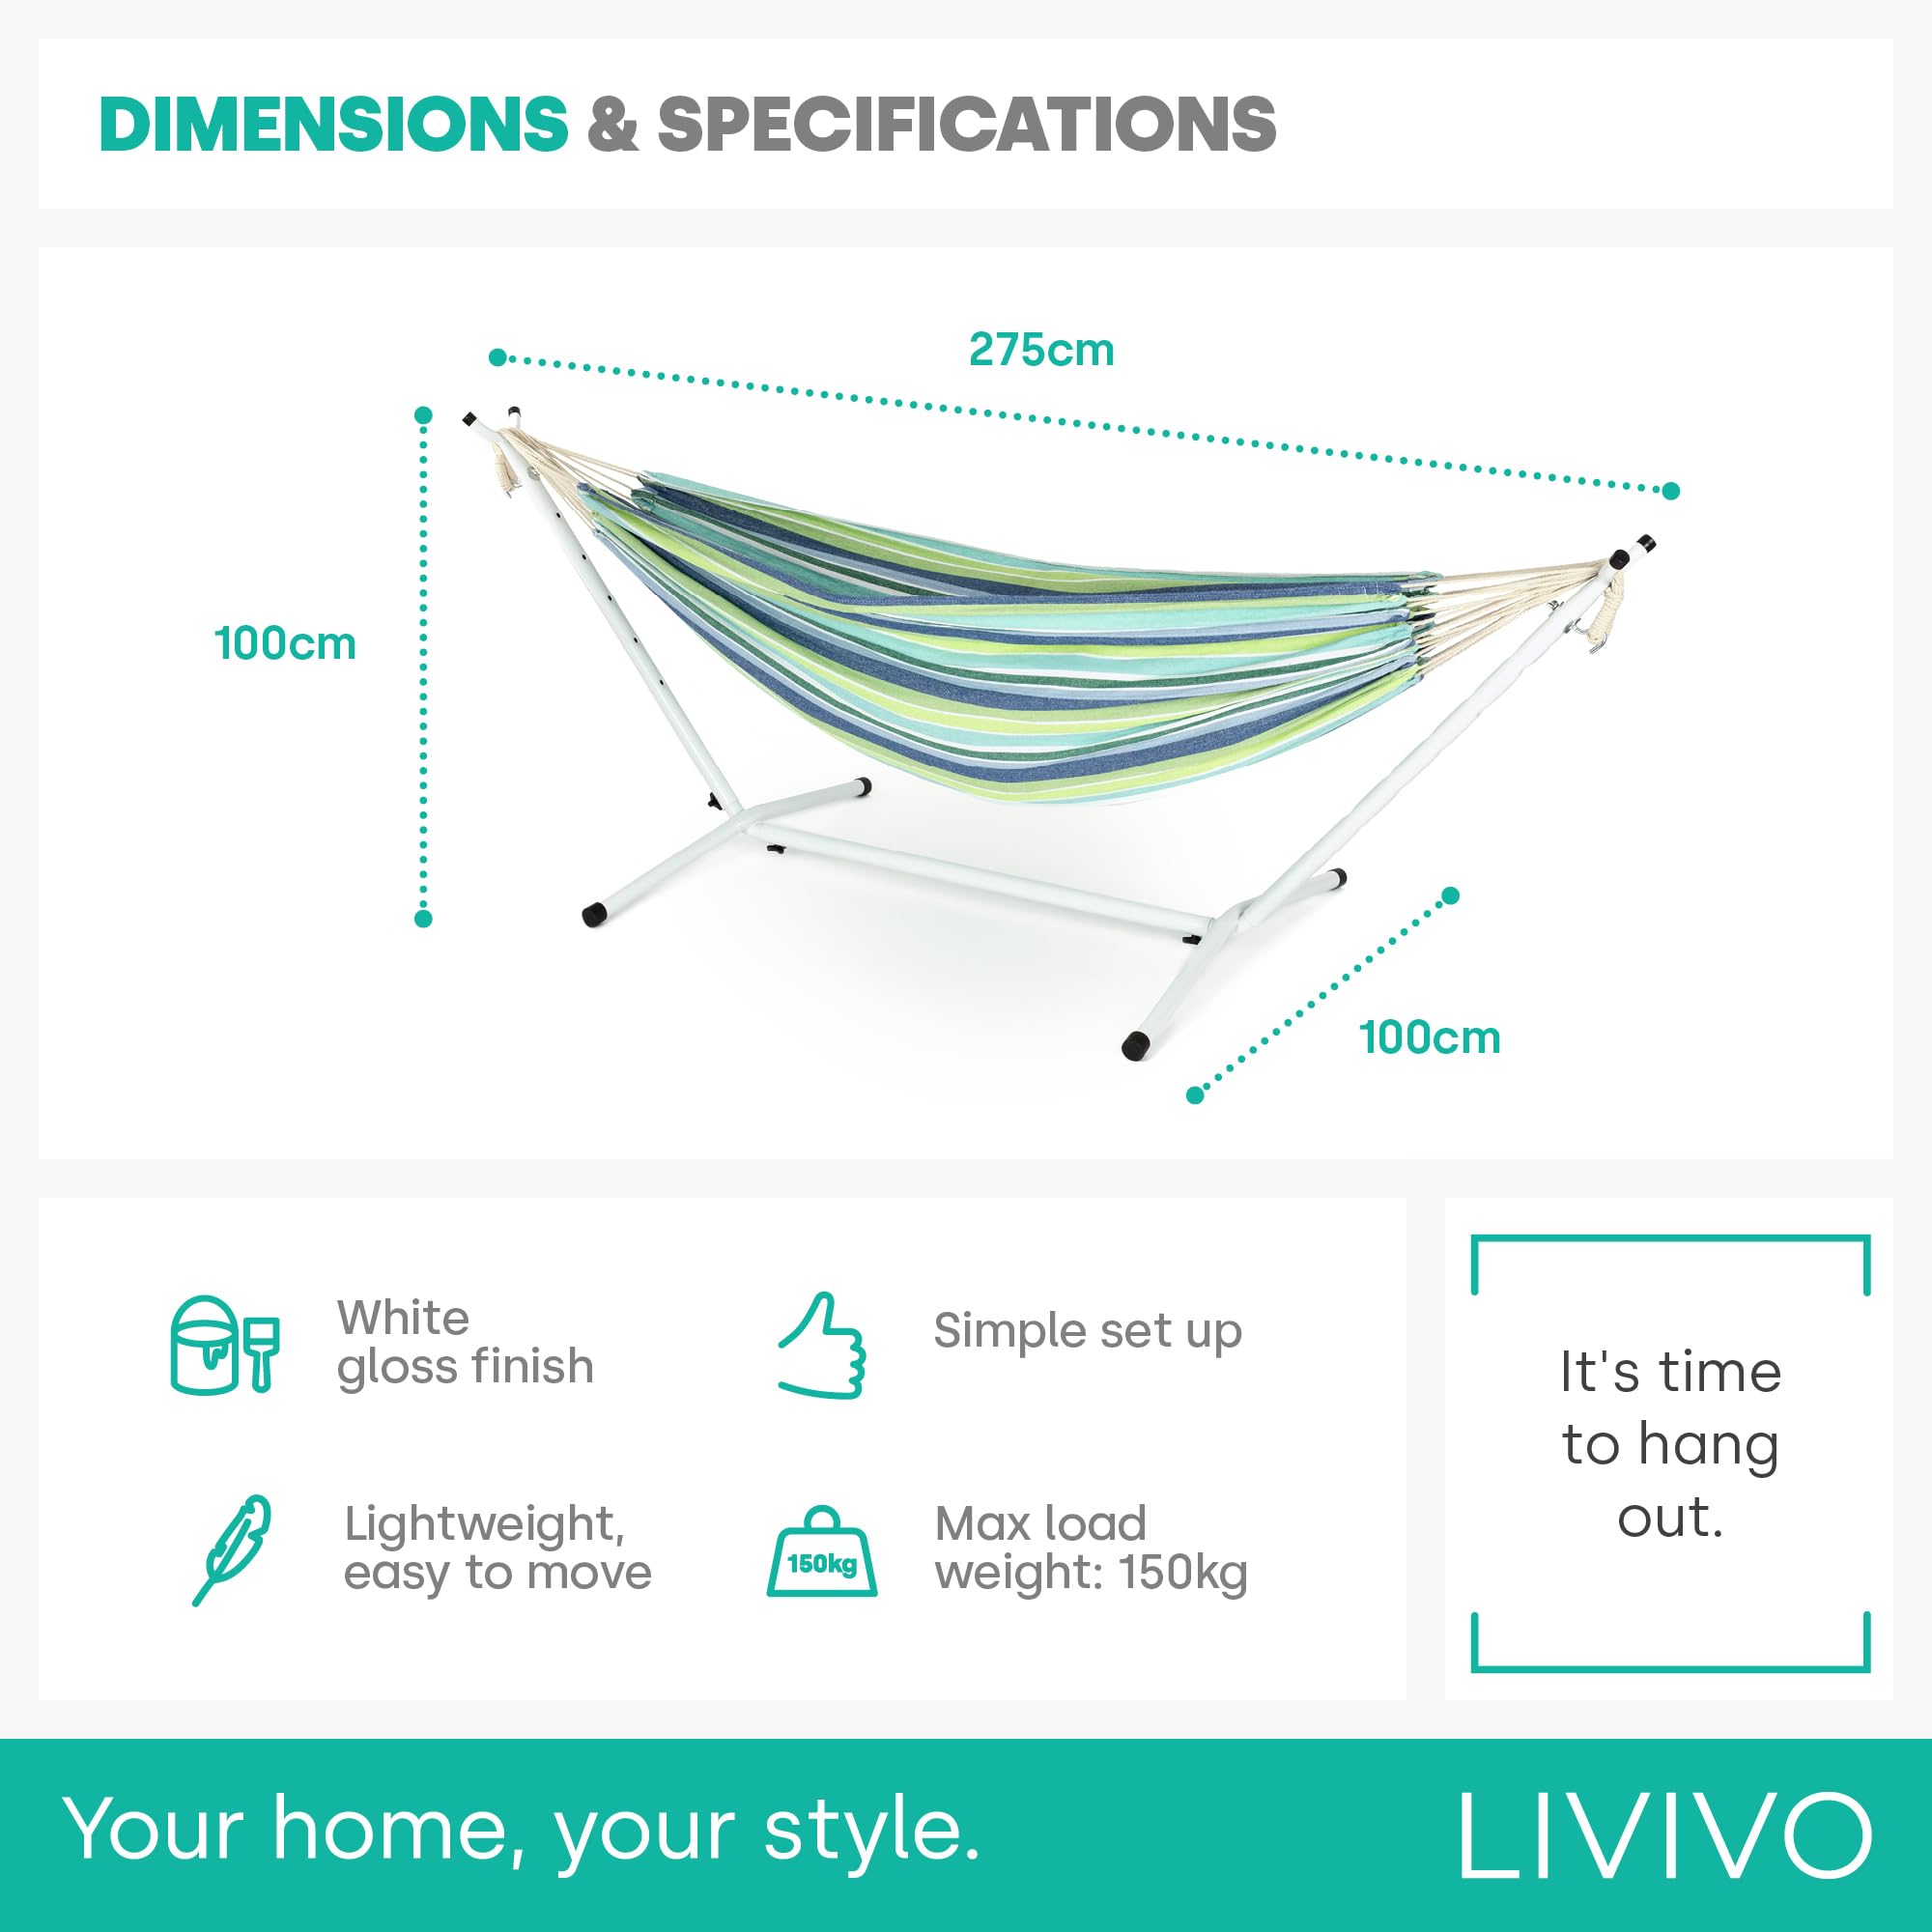 DIMENSIONS & SPECIFICATIONS
275cm
100cm
100cm
White
gloss finish
Simple set up
Lightweight,
easy to move
150kg
Max load
weight: 150kg
It's time
to hang
out.
Your home, your style.
LIVIVO